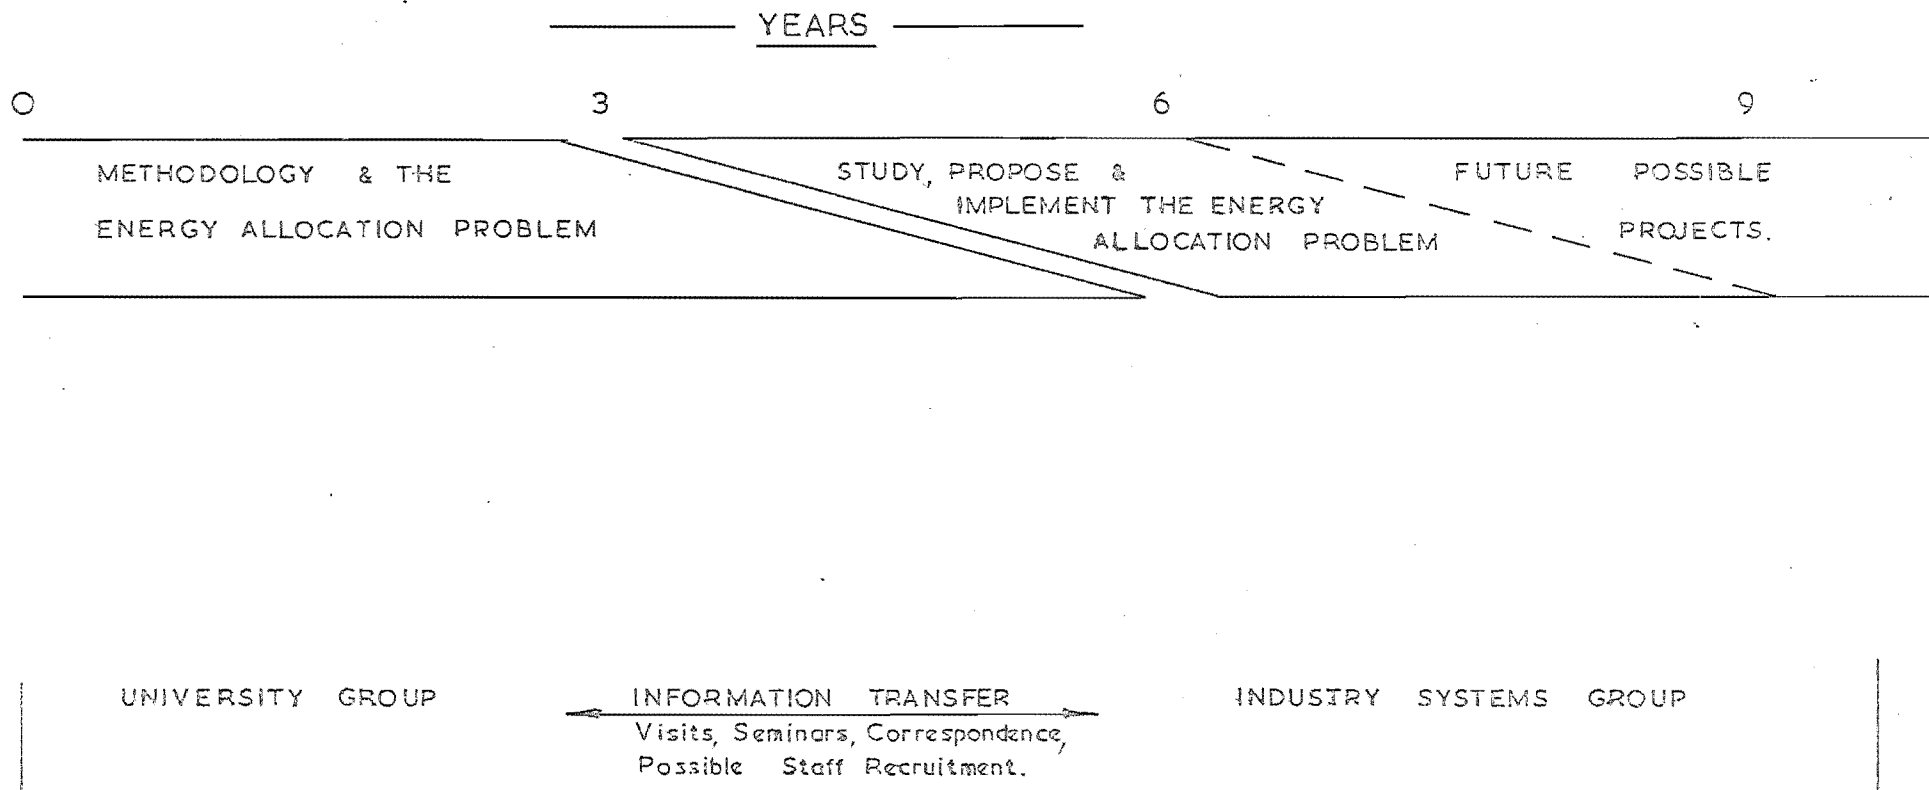 YEARS
0 3 6 9
METHODOLOGY & THE
ENERGY ALLOCATION PROBLEM
STUDY, PROPOSE &
IMPLEMENT THE ENERGY
ALLOCATION PROBLEM
FUTURE POSSIBLE
PROJECTS.
UNIVERSITY GROUP
INFORMATION TRANSFER
Visits, Seminars, Correspondence,
Possible Staff Recruitment.
INDUSTRY SYSTEMS GROUP